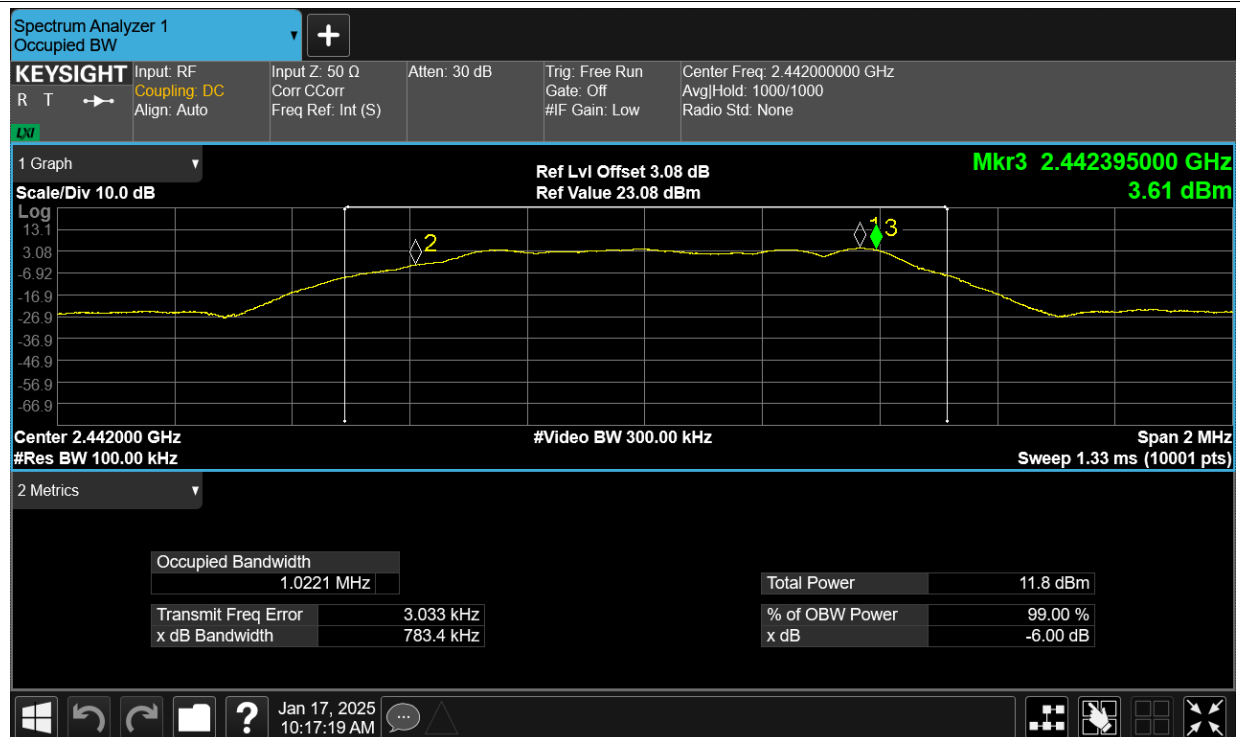 Spectrum Analyzer 1
Occupied BW
KEYSIGHT
R T
LXI
Input: RF
Coupling: DC
Align: Auto
Input Z: 50 Ω
Corr CCorr
Freq Ref: Int (S)
Atten: 30 dB
Trig: Free Run
Gate: Off
#IF Gain: Low
Center Freq: 2.442000000 GHz
Avg|Hold: 1000/1000
Radio Std: None
1 Graph
Scale/Div 10.0 dB
Ref Lvl Offset 3.08 dB
Ref Value 23.08 dBm
Mkr3 2.442395000 GHz
3.61 dBm
Log
13.1
3.08
-6.92
-16.9
-26.9
-36.9
-46.9
-56.9
-66.9
2
1
3
Center 2.442000 GHz
#Video BW 300.00 kHz
Span 2 MHz
#Res BW 100.00 kHz
Sweep 1.33 ms (10001 pts)
2 Metrics
Occupied Bandwidth
1.0221 MHz
Total Power 11.8 dBm
Transmit Freq Error 3.033 kHz
% of OBW Power 99.00 %
x dB Bandwidth 783.4 kHz
x dB -6.00 dB
?
Jan 17, 2025
10:17:19 AM